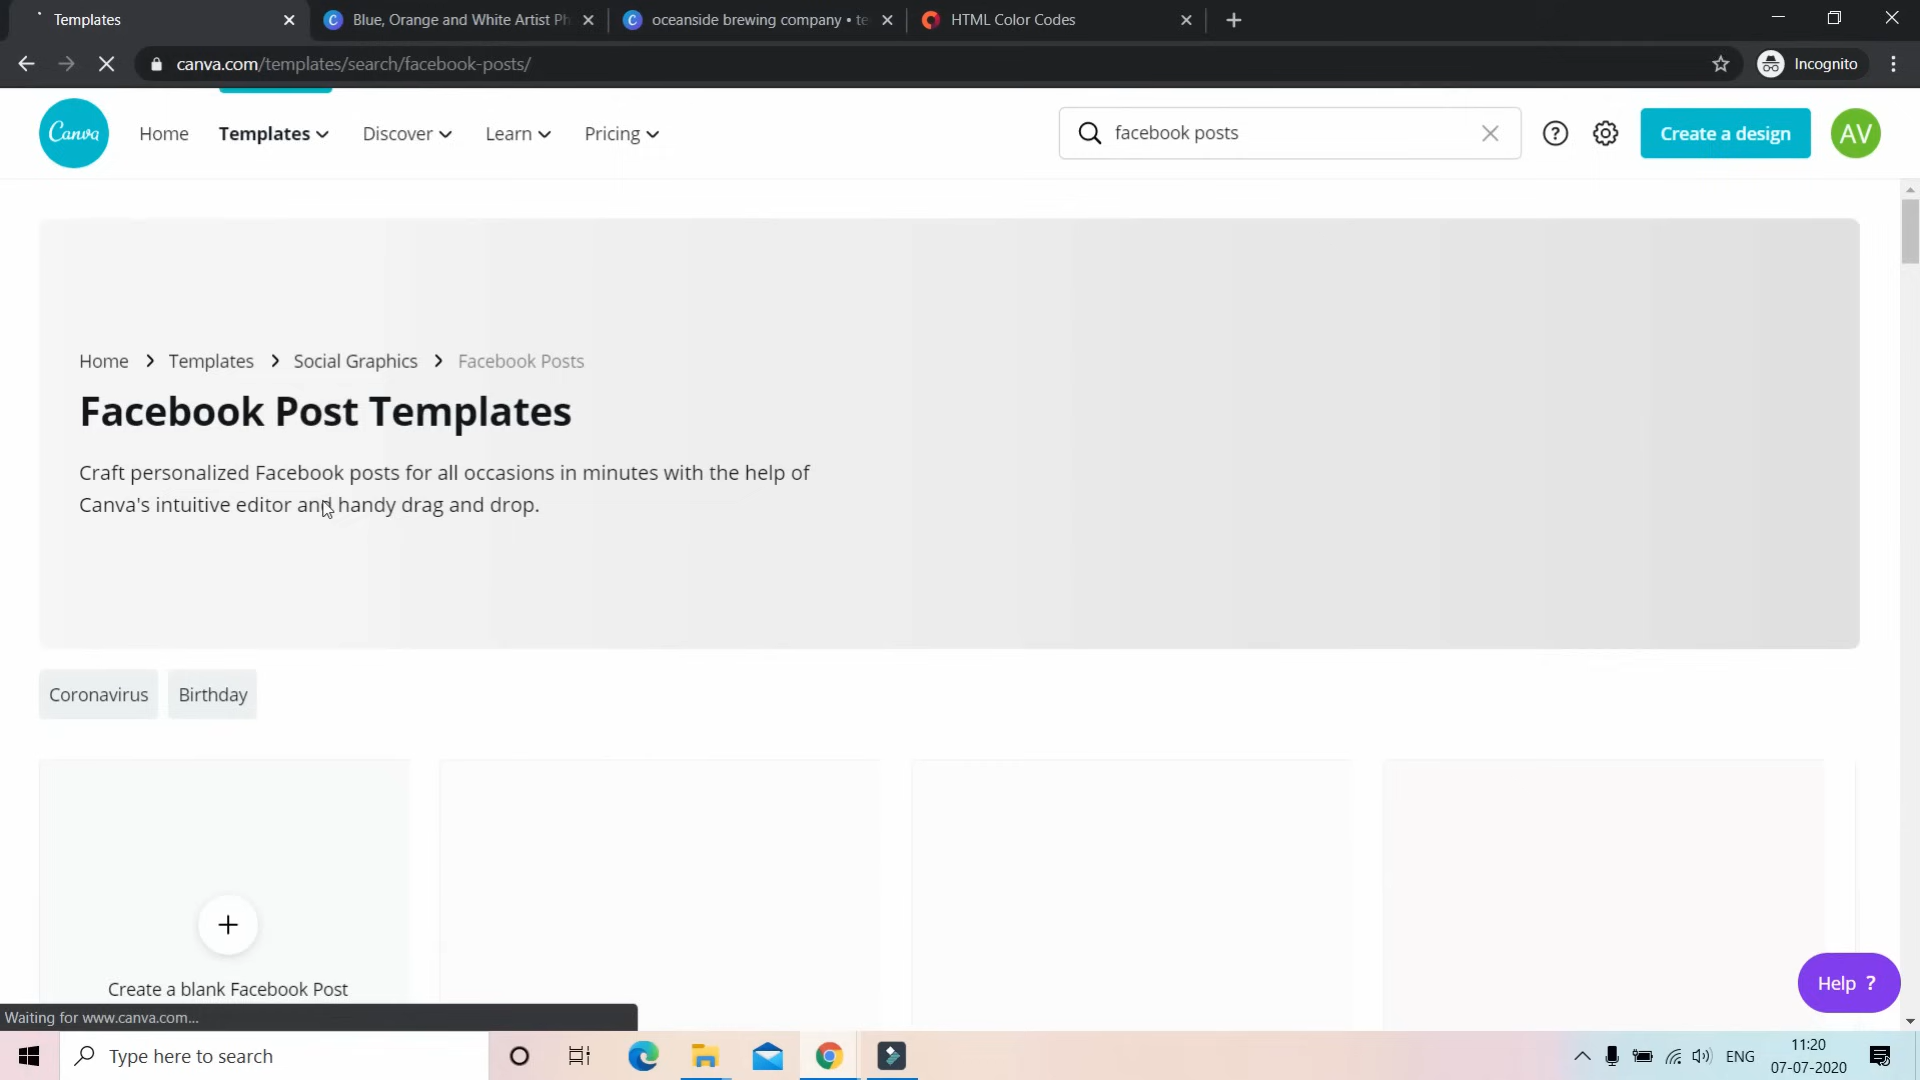 Templates
Blue, Orange and White Artist Ph
oceanside brewing company • te
HTML Color Codes
canva.com/templates/search/facebook-posts/
Incognito
Canva
Home
Templates
Discover
Learn
Pricing
facebook posts
?
Create a design
AV
Home > Templates > Social Graphics > Facebook Posts
Facebook Post Templates
Craft personalized Facebook posts for all occasions in minutes with the help of
Canva's intuitive editor and handy drag and drop.
Coronavirus
Birthday
Create a blank Facebook Post
Help ?
Waiting for www.canva.com...
Type here to search
ENG
11:20
07-07-2020